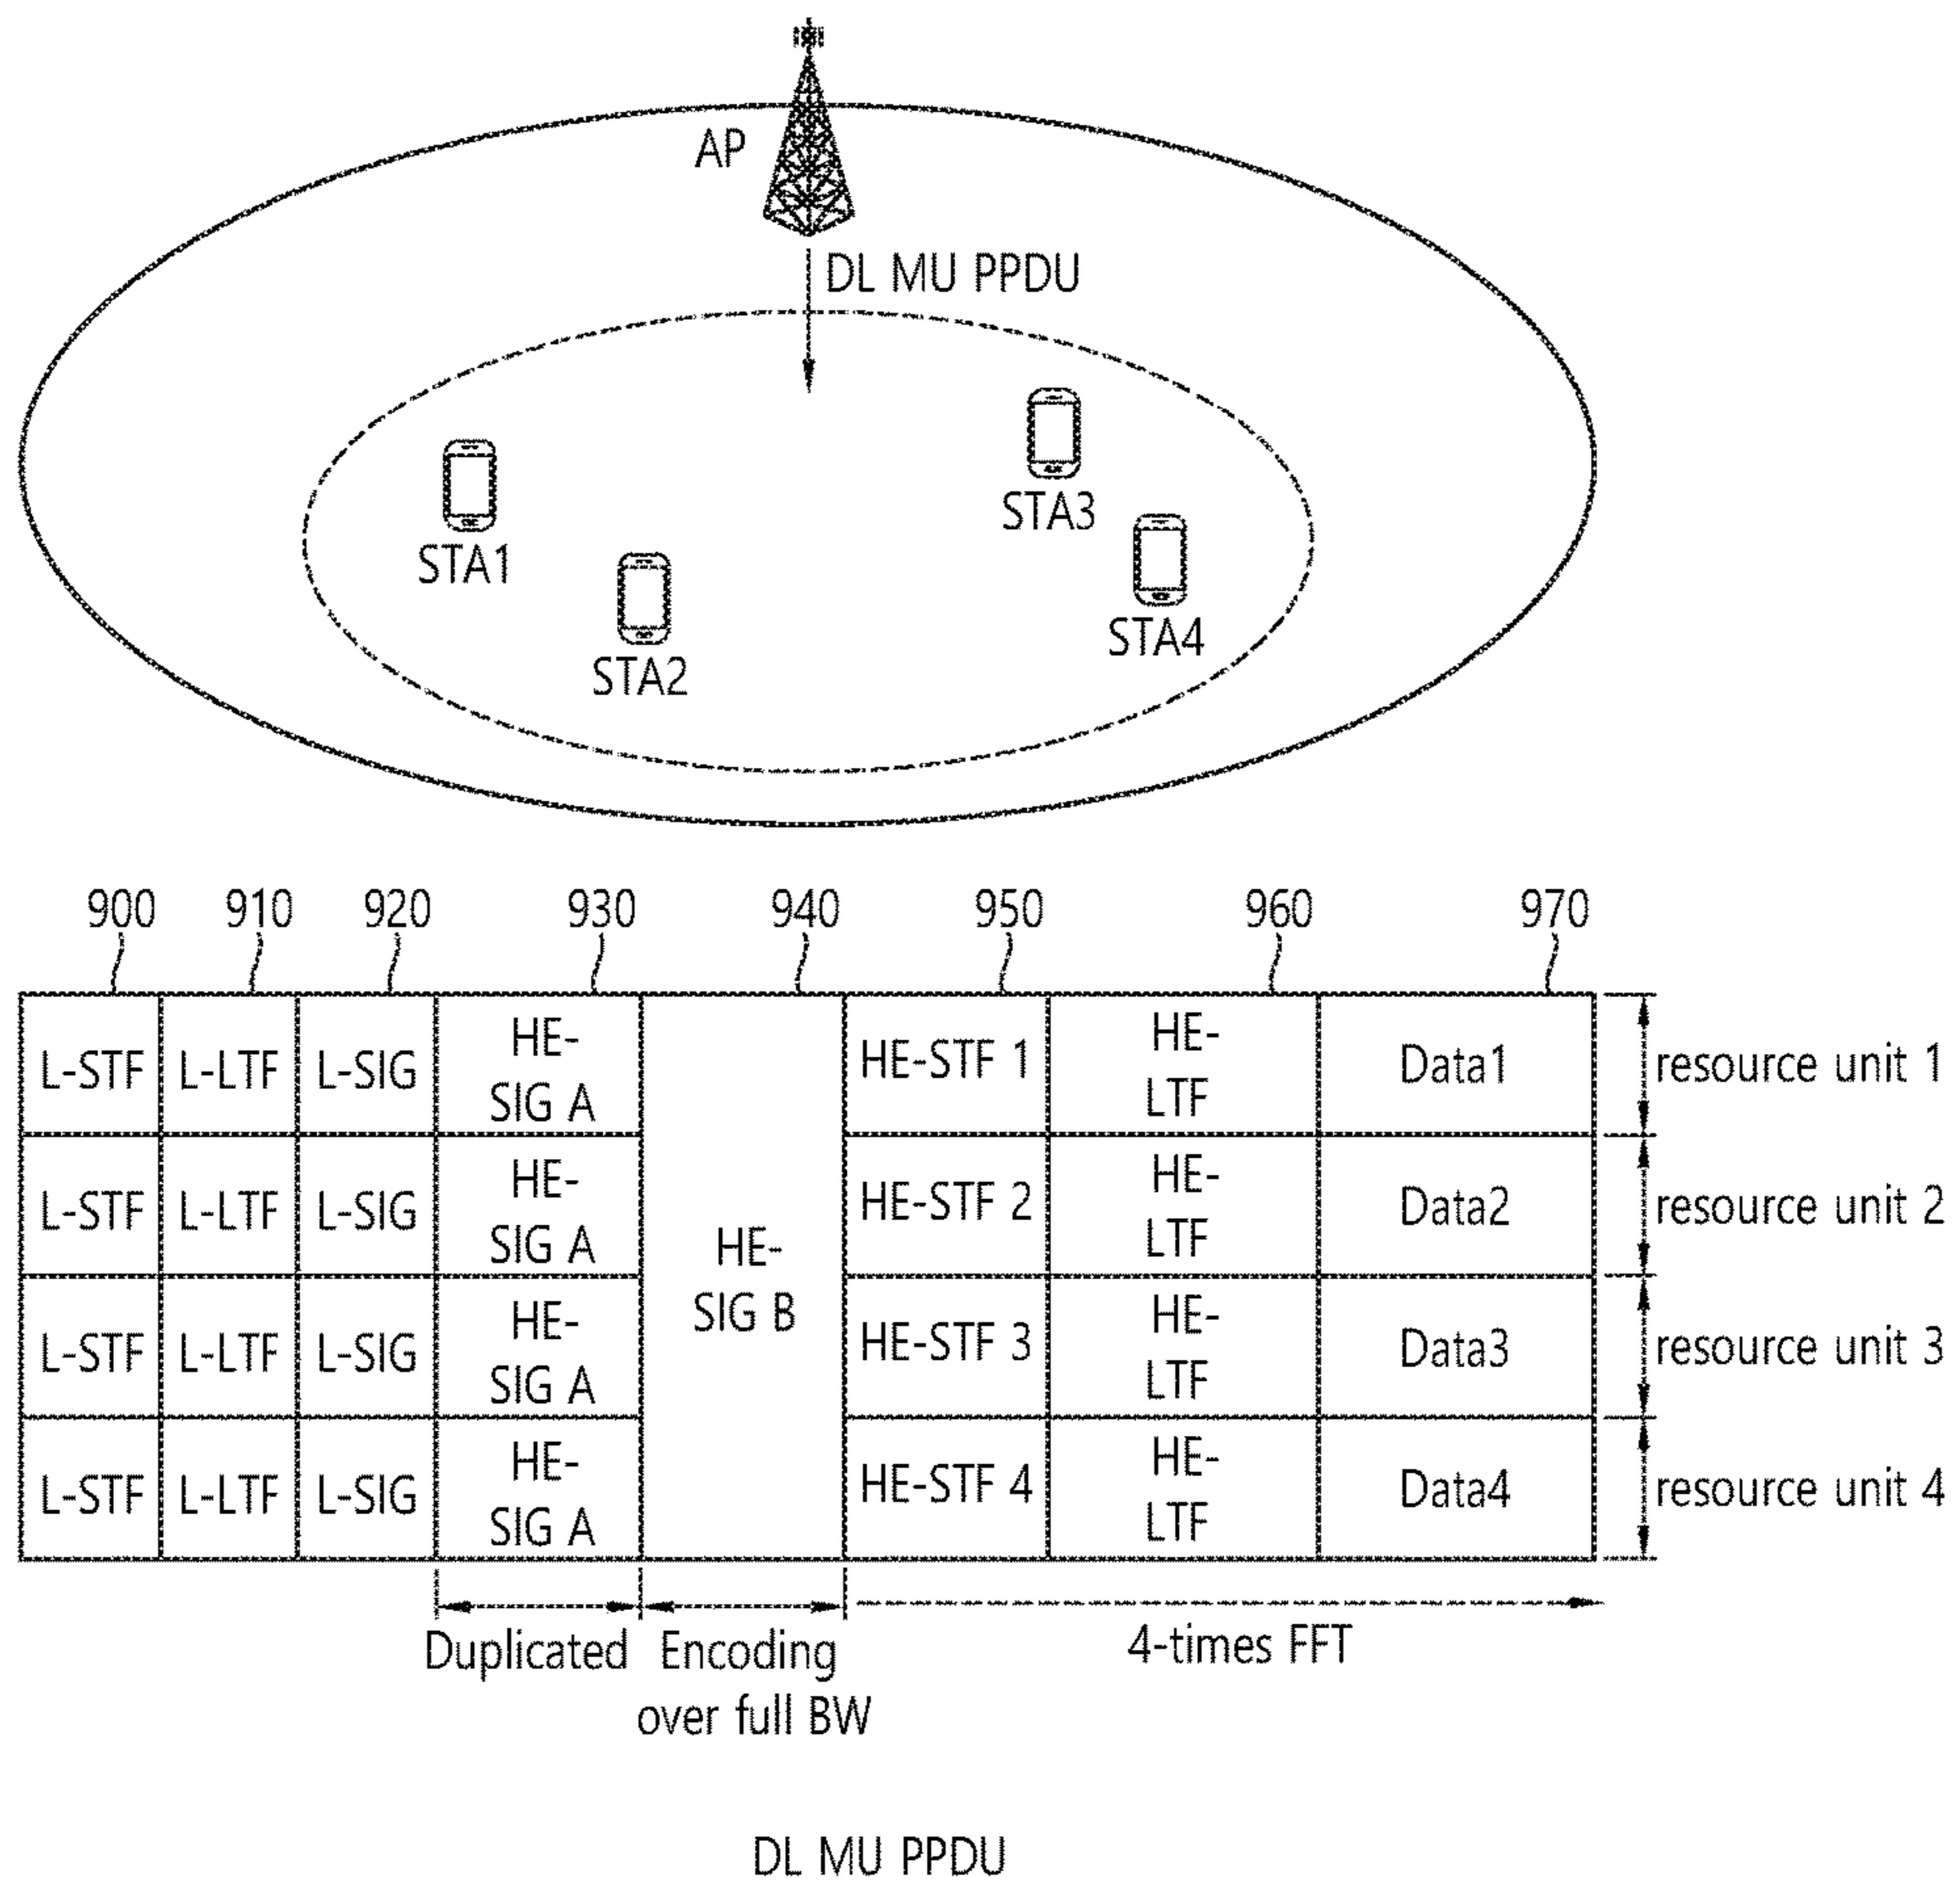 AP
DL MU PPDU
STA1
STA2
STA3
STA4
900 910 920 930 940 950 960 970
L-STF L-LTF L-SIG HE-
SIG A
HE-STF 1 HE-
LTF
Data1 resource unit 1
L-STF L-LTF L-SIG HE-
SIG A
HE-STF 2 HE-
LTF
Data2 resource unit 2
HE-
SIG B
L-STF L-LTF L-SIG HE-
SIG A
HE-STF 3 HE-
LTF
Data3 resource unit 3
L-STF L-LTF L-SIG HE-
SIG A
HE-STF 4 HE-
LTF
Data4 resource unit 4
Duplicated
Encoding
over full BW
4-times FFT
DL MU PPDU